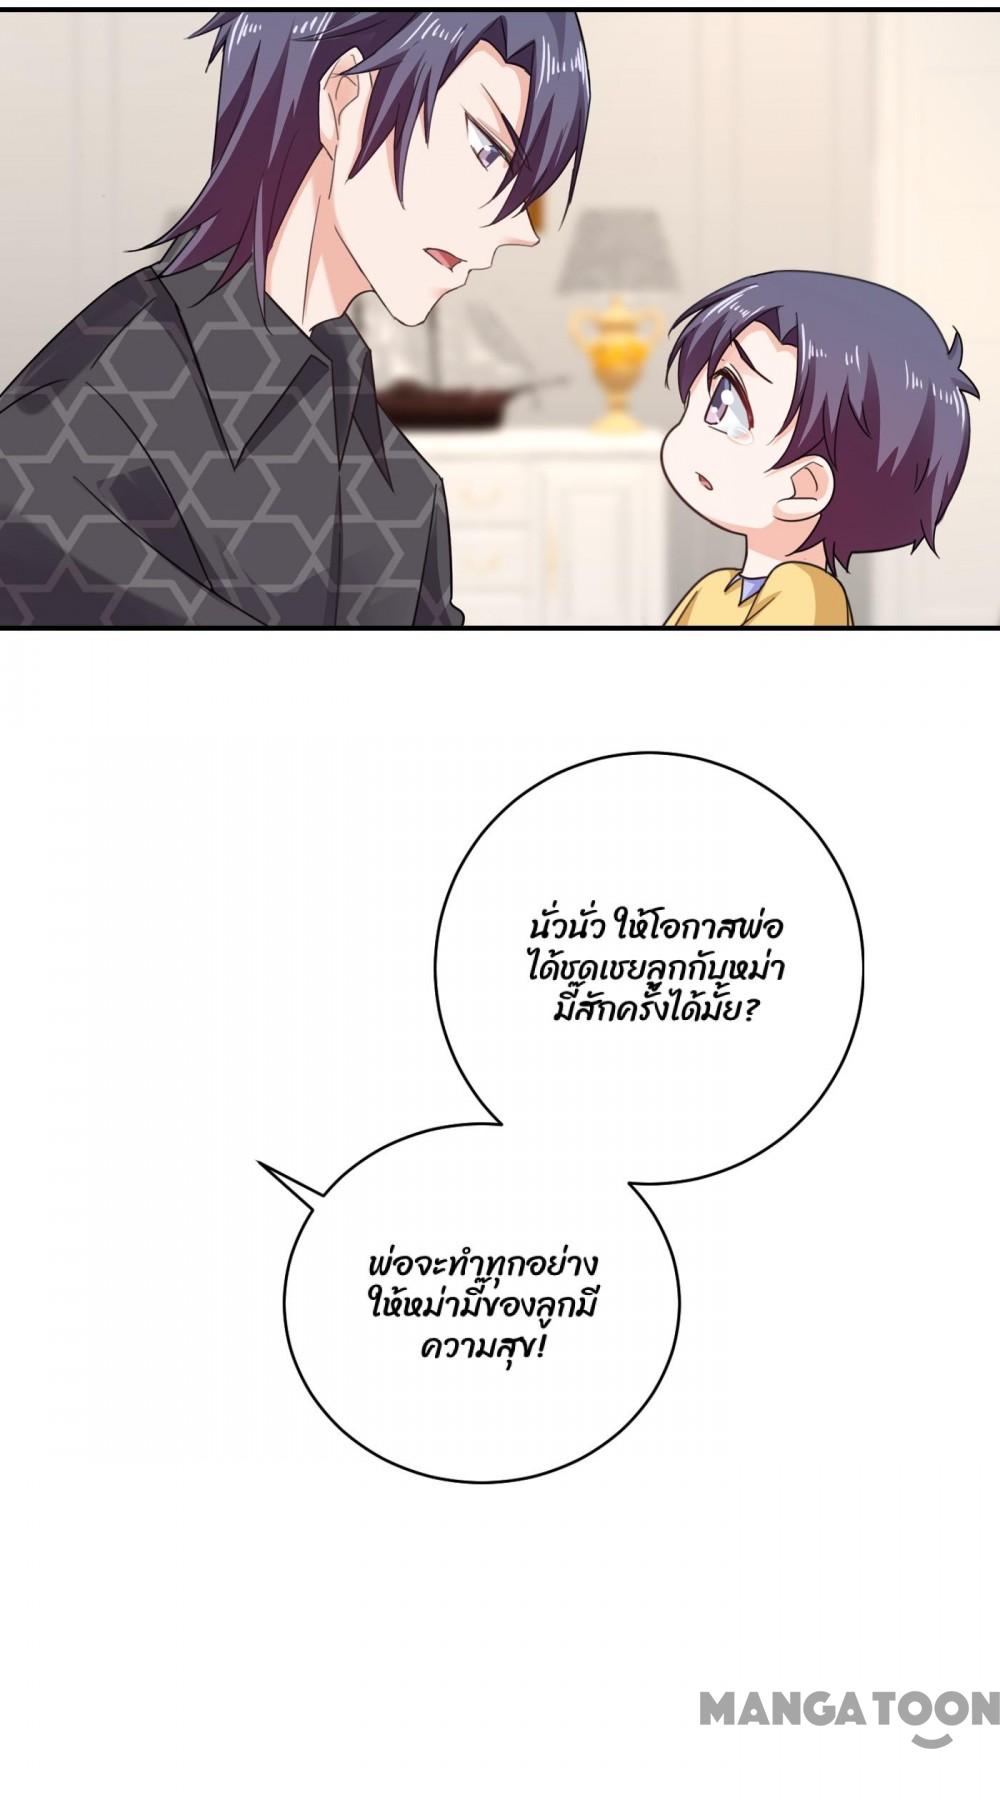 นั่วนั่ว ให้โอกาสพ่อ
ได้ชดเชยลูกกับหม่า
มี๊สักครั้งได้มั้ย?
พ่อจะทำทุกอย่าง
ให้หม่ามี๊ของลูกมี
ความสุข!
MANGATOON